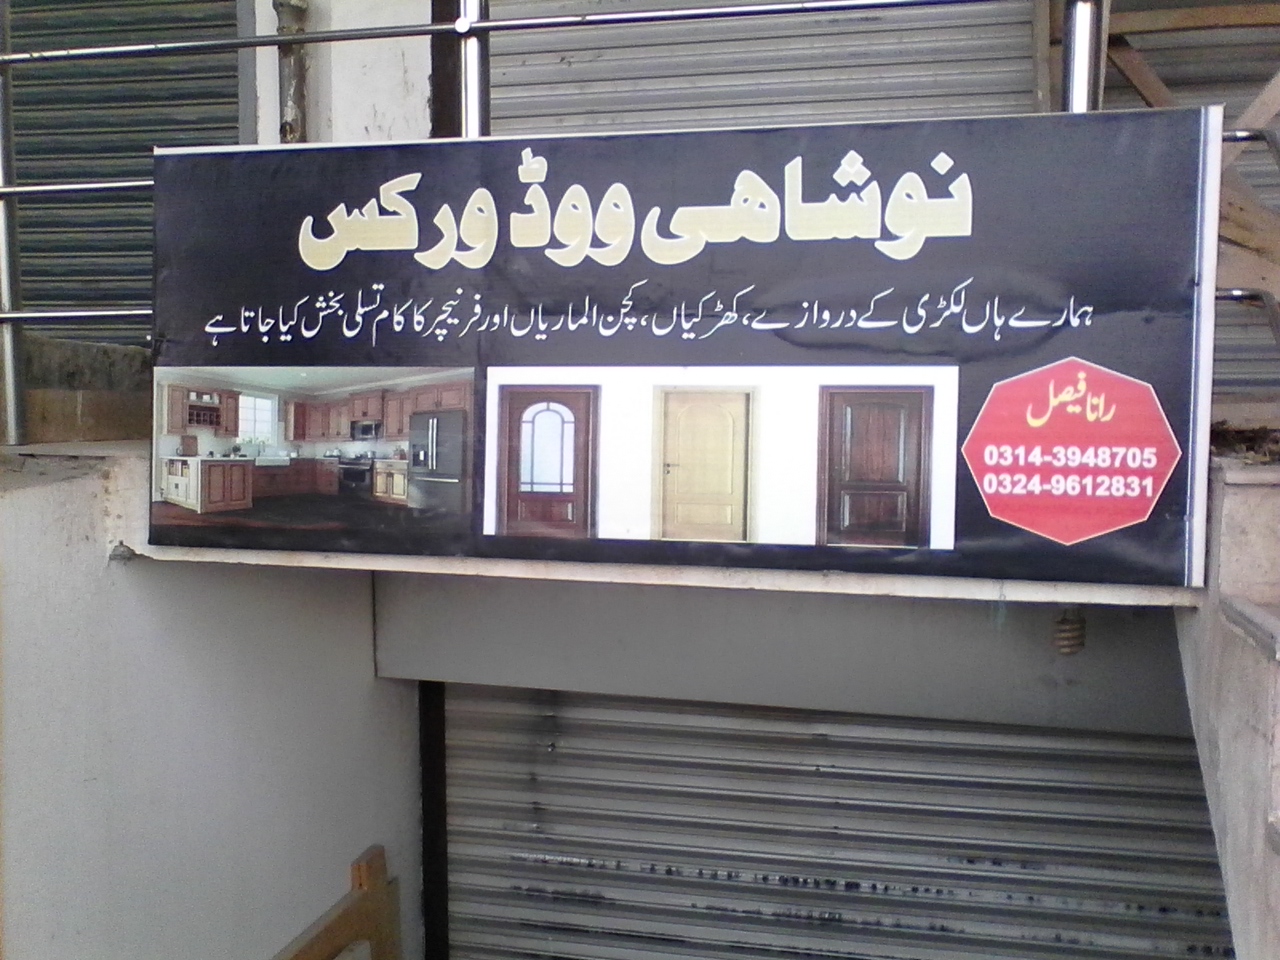 نوشاهی ووڈ ورکس
ہمارے ہاں لکڑی کے دروازے، کھڑکیاں، کچن الماریاں اور فرنیچر کا کام تسلی بخش کیا جاتا ہے
رانا فیصل
0314-3948705
0324-9612831